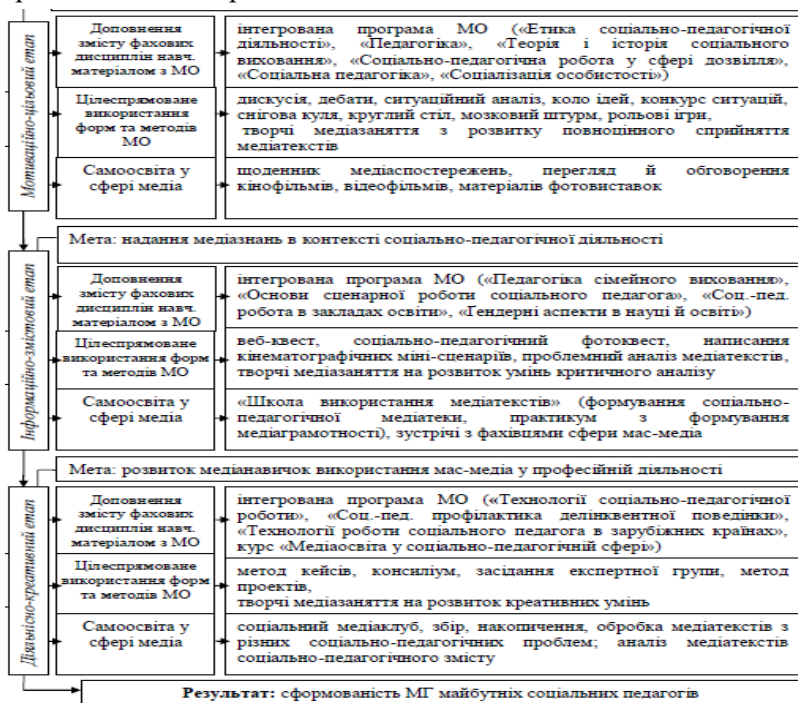 Мотиваційно-цільовий етап
Доповнення
змісту фахових
дисциплін навч.
матеріалом з МО
інтегрована програма МО («Етика соціально-педагогічної
діяльності», «Педагогіка», «Теорія і історія соціального
виховання», «Соціально-педагогічна робота у сфері дозвілля»,
«Соціальна педагогіка», «Соціалізація особистості»)
Цілеспрямоване
використання
форм та методів
МО
дискусія, дебати, ситуаційний аналіз, коло ідей, конкурс ситуацій,
снігова куля, круглий стіл, мозковий штурм, рольові ігри,
творчі медіазаняття з розвитку повноцінного сприйняття
медіатекстів
Самоосвіта у
сфері медіа
щоденник медіаспостережень, перегляд й обговорення
кінофільмів, відеофільмів, матеріалів фотовиставок
Інформаційно-змістовий етап
Мета: надання медіазнань в контексті соціально-педагогічної діяльності
Доповнення
змісту фахових
дисциплін навч.
матеріалом з МО
інтегрована програма МО («Педагогіка сімейного виховання»,
«Основи сценарної роботи соціального педагога», «Соц.-пед.
робота в закладах освіти», «Гендерні аспекти в науці й освіті»)
Цілеспрямоване
використання форм
та методів МО
веб-квест, соціально-педагогічний фотоквест, написання
кінематографічних міні-сценаріїв, проблемний аналіз медіатекстів,
творчі медіазаняття на розвиток умінь критичного аналізу
Самоосвіта у
сфері медіа
«Школа використання медіатекстів» (формування соціально-
педагогічної медіатеки, практикум з формування
медіаграмотності), зустрічі з фахівцями сфери мас-медіа
Діяльнісно-креативний етап
Мета: розвиток медіанавичок використання мас-медіа у професійній діяльності
Доповнення
змісту фахових
дисциплін навч.
матеріалом з МО
інтегрована програма МО («Технології соціально-педагогічної
роботи», «Соц.-пед. профілактика делінквентної поведінки»,
«Технології роботи соціального педагога в зарубіжних країнах»,
курс «Медіаосвіта у соціально-педагогічній сфері»)
Цілеспрямоване
використання форм
та методів МО
метод кейсів, консиліум, засідання експертної групи, метод
проектів,
творчі медіазаняття на розвиток креативних умінь
Самоосвіта у
сфері медіа
соціальний медіаклуб, збір, накопичення, обробка медіатекстів з
різних соціально-педагогічних проблем; аналіз медіатекстів
соціально-педагогічного змісту
Результат: сформованість МГ майбутніх соціальних педагогів